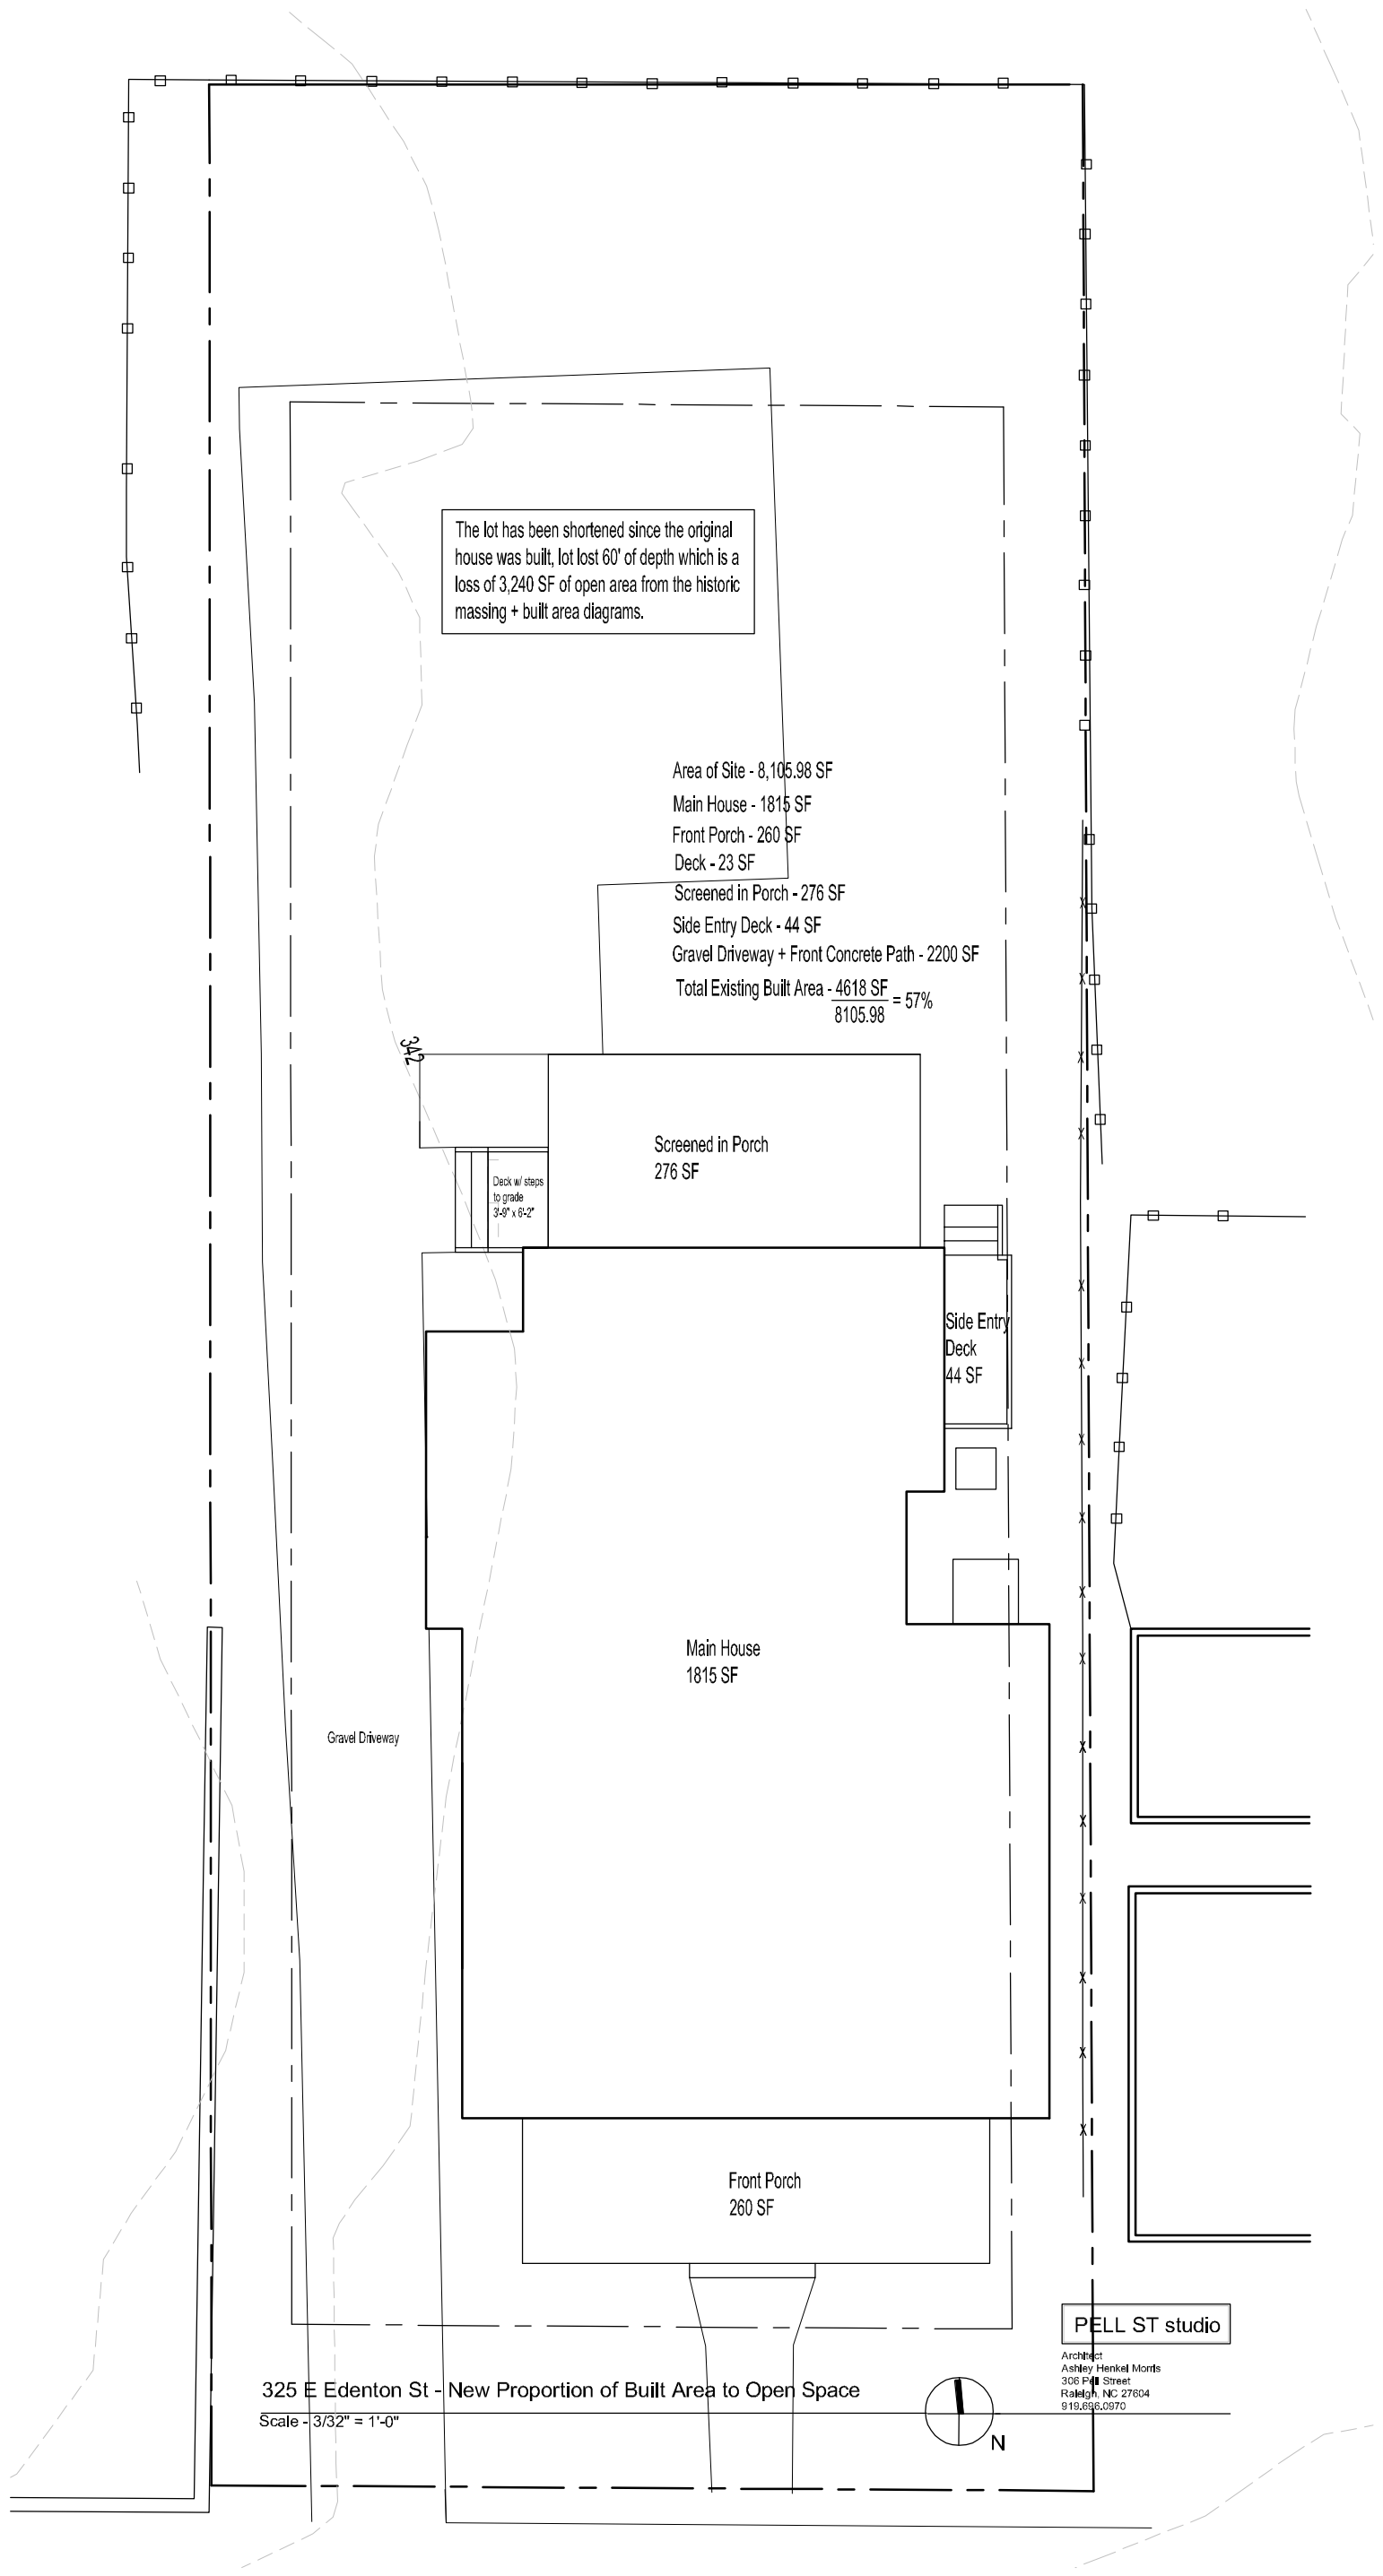 The lot has been shortened since the original
house was built, lot lost 60' of depth which is a
loss of 3,240 SF of open area from the historic
massing + built area diagrams.
Area of Site - 8,105.98 SF
Main House - 1815 SF
Front Porch - 260 SF
Deck - 23 SF
Screened in Porch - 276 SF
Side Entry Deck - 44 SF
Gravel Driveway + Front Concrete Path - 2200 SF
Total Existing Built Area - 4618 SF
8105.98 = 57%
342
Screened in Porch
276 SF
Deck w/ steps
to grade
3'-9" x 6'-2"
Side Entry
Deck
44 SF
Main House
1815 SF
Gravel Driveway
Front Porch
260 SF
PELL ST studio
Architect
Ashley Henkel Morris
306 Pell Street
Raleigh, NC 27604
919.696.0970
325 E Edenton St - New Proportion of Built Area to Open Space
Scale - 3/32" = 1'-0"
N